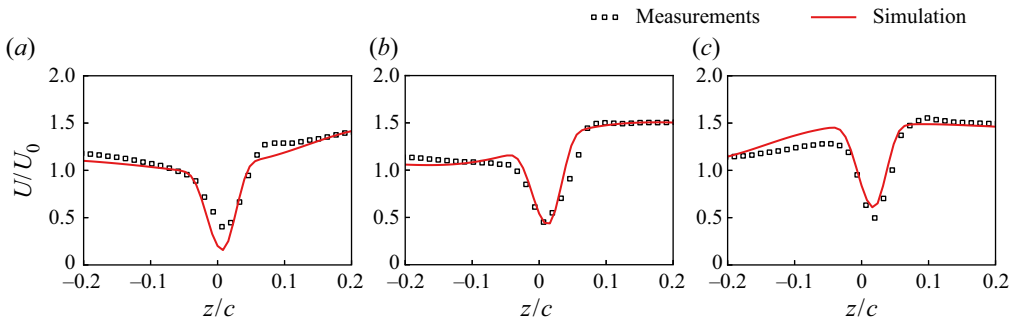 Measurements Simulation
(a) (b) (c)
2.0 2.0 2.0
1.5 1.5 1.5
U/U0 1.0 1.0 1.0
0.5 0.5 0.5
0 0 0
−0.2 −0.1 0 0.1 0.2 −0.2 −0.1 0 0.1 0.2 −0.2 −0.1 0 0.1 0.2
z/c z/c z/c